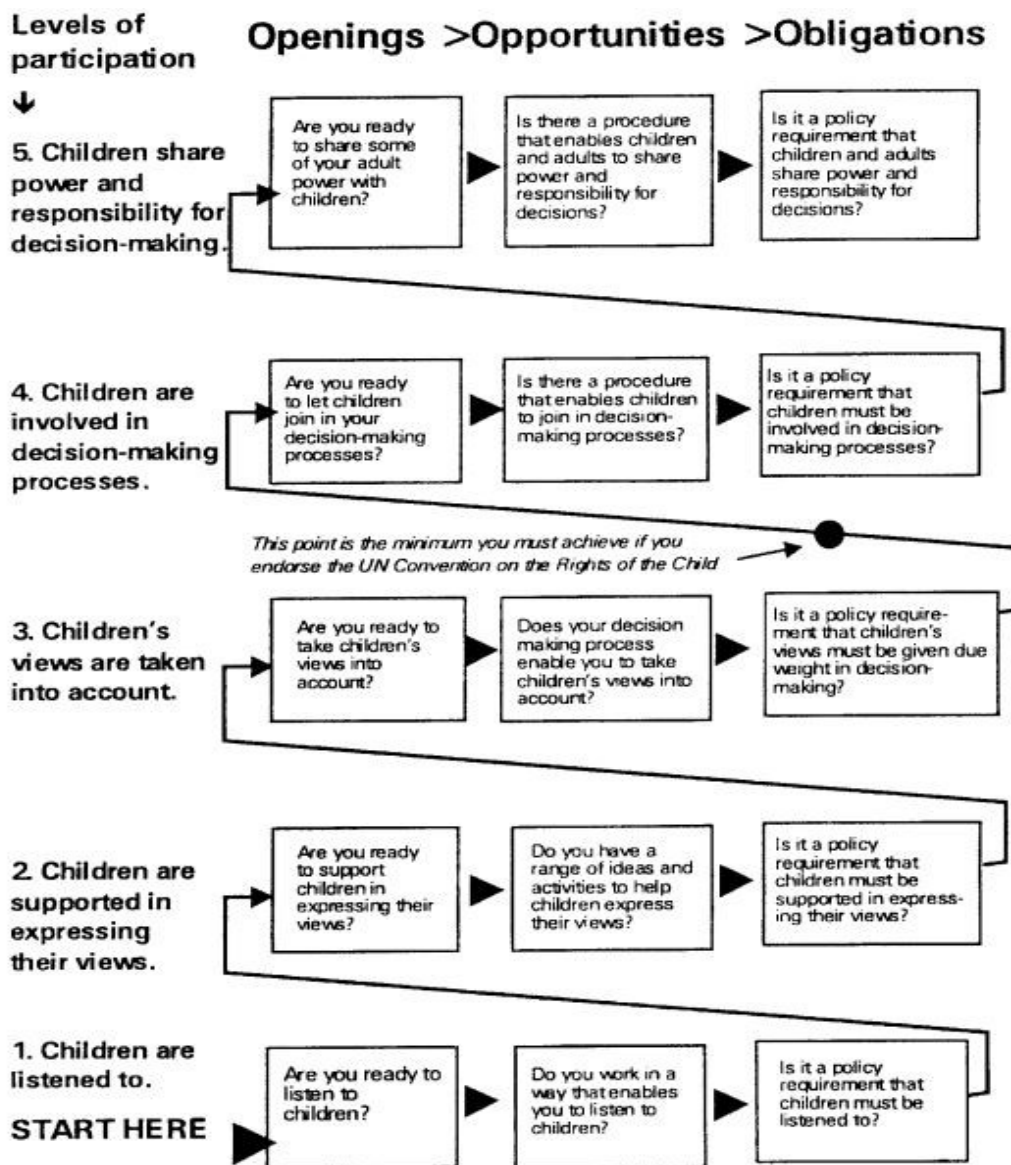 Levels of
participation
Openings >Opportunities >Obligations
5. Children share
power and
responsibility for
decision-making.
Are you ready
to share some
of your adult
power with
children?
Is there a procedure
that enables children
and adults to share
power and
responsibility for
decisions?
Is it a policy
requirement that
children and adults
share power and
responsibility for
decisions?
4. Children are
involved in
decision-making
processes.
Are you ready
to let children
join in your
decision-making
processes?
Is there a procedure
that enables children
to join in decision-
making processes?
Is it a policy
requirement that
children must be
involved in decision-
making processes?
This point is the minimum you must achieve if you
endorse the UN Convention on the Rights of the Child
3. Children's
views are taken
into account.
Are you ready to
take children's
views into
account?
Does your decision
making process
enable you to take
children's views into
account?
Is it a policy require-
ment that children's
views must be given due
weight in decision-
making?
2. Children are
supported in
expressing
their views.
Are you ready
to support
children in
expressing their
views?
Do you have a
range of ideas and
activities to help
children express
their views?
Is it a policy
requirement that
children must be
supported in express-
ing their views?
1. Children are
listened to.
START HERE
Are you ready to
listen to
children?
Do you work in a
way that enables
you to listen to
children?
Is it a policy
requirement that
children must be
listened to?